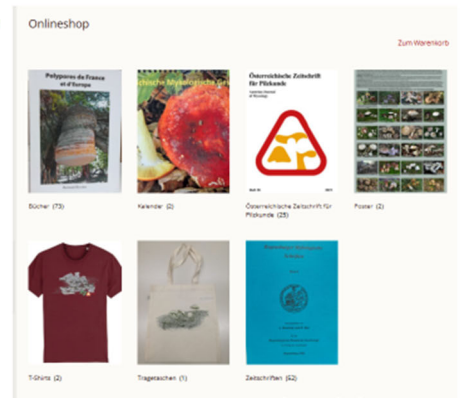 Onlineshop
Zum Warenkorb
Polypores de France
et d'Europe
Österreichische Zeitschrift
für Pilzkunde
Bücher (73)
Kalender (2)
Österreichische Zeitschrift für
Pilzkunde (25)
Poster (2)
T-Shirts (2)
Tragetaschen (1)
Zeitschriften (52)